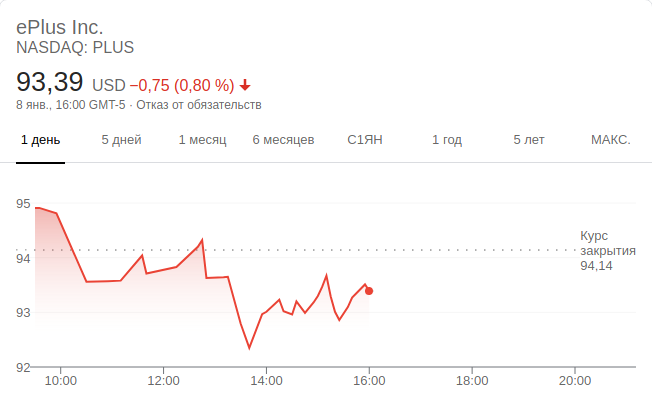 ePlus Inc.
NASDAQ: PLUS
93,39 USD −0,75 (0,80 %)
8 янв., 16:00 GMT-5 · Отказ от обязательств
1 день 5 дней 1 месяц 6 месяцев С1ЯН 1 год 5 лет МАКС.
95
Курс
закрытия
94,14
94
93
92
10:00 12:00 14:00 16:00 18:00 20:00